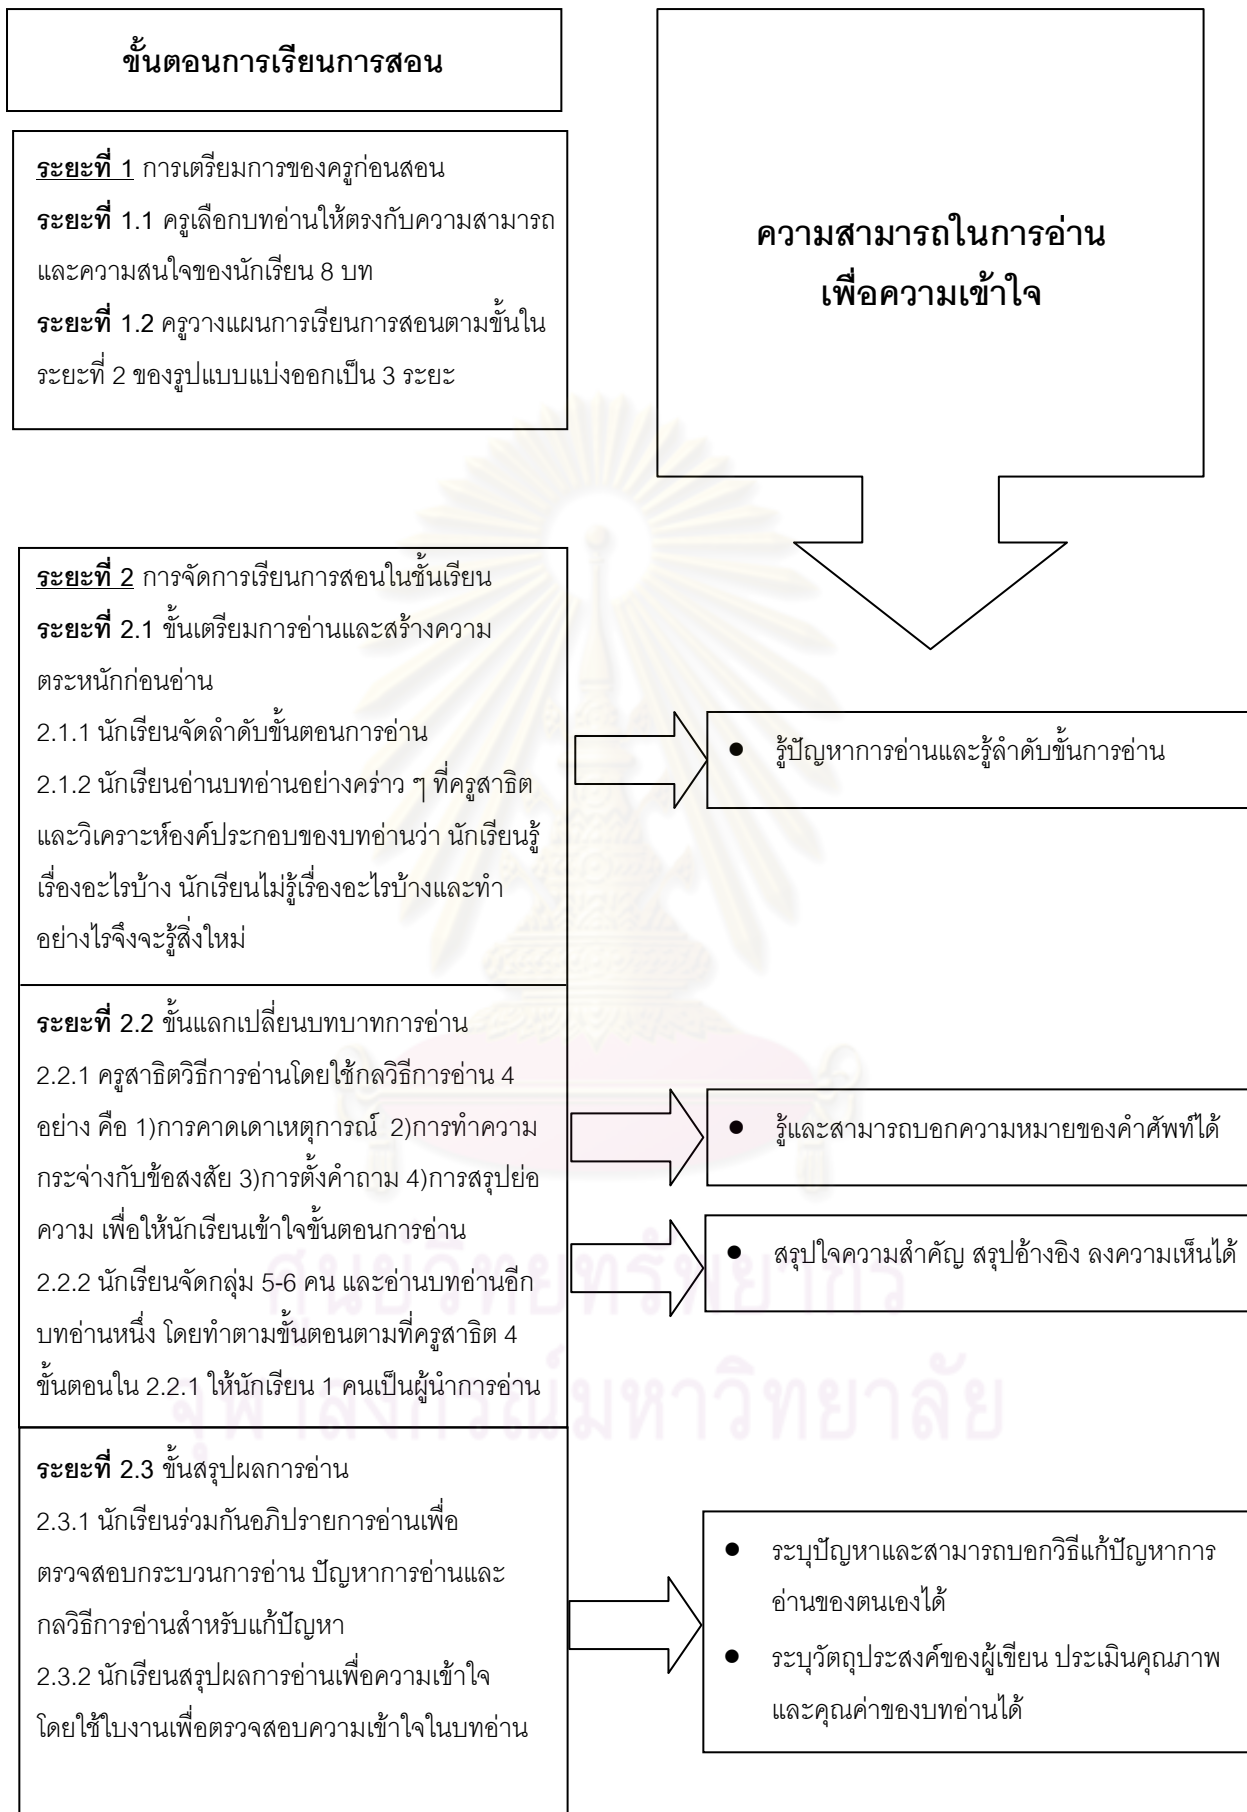 ขั้นตอนการเรียนการสอน
ระยะที่ 1 การเตรียมการของครูก่อนสอน
ระยะที่ 1.1 ครูเลือกบทอ่านให้ตรงกับความสามารถ
และความสนใจของนักเรียน 8 บท
ระยะที่ 1.2 ครูวางแผนการเรียนการสอนตามขั้นใน
ระยะที่ 2 ของรูปแบบแบ่งออกเป็น 3 ระยะ
ความสามารถในการอ่าน
เพื่อความเข้าใจ
ระยะที่ 2 การจัดการเรียนการสอนในชั้นเรียน
ระยะที่ 2.1 ขั้นเตรียมการอ่านและสร้างความ
ตระหนักก่อนอ่าน
2.1.1 นักเรียนจัดลำดับขั้นตอนการอ่าน
2.1.2 นักเรียนอ่านบทอ่านอย่างคร่าว ๆ ที่ครูสาธิต
และวิเคราะห์องค์ประกอบของบทอ่านว่า นักเรียนรู้
เรื่องอะไรบ้าง นักเรียนไม่รู้เรื่องอะไรบ้างและทำ
อย่างไรจึงจะรู้สิ่งใหม่
● รู้ปัญหาการอ่านและรู้ลำดับขั้นการอ่าน
ระยะที่ 2.2 ขั้นแลกเปลี่ยนบทบาทการอ่าน
2.2.1 ครูสาธิตวิธีการอ่านโดยใช้กลวิธีการอ่าน 4
อย่าง คือ 1)การคาดเดาเหตุการณ์ 2)การทำความ
กระจ่างกับข้อสงสัย 3)การตั้งคำถาม 4)การสรุปย่อ
ความ เพื่อให้นักเรียนเข้าใจขั้นตอนการอ่าน
2.2.2 นักเรียนจัดกลุ่ม 5-6 คน และอ่านบทอ่านอีก
บทอ่านหนึ่ง โดยทำตามขั้นตอนตามที่ครูสาธิต 4
ขั้นตอนใน 2.2.1 ให้นักเรียน 1 คนเป็นผู้นำการอ่าน
● รู้และสามารถบอกความหมายของคำศัพท์ได้
● สรุปใจความสำคัญ สรุปอ้างอิง ลงความเห็นได้
ศูนย์วิทยทรัพยากร
จุฬาลงกรณ์มหาวิทยาลัย
ระยะที่ 2.3 ขั้นสรุปผลการอ่าน
2.3.1 นักเรียนร่วมกันอภิปรายการอ่านเพื่อ
ตรวจสอบกระบวนการอ่าน ปัญหาการอ่านและ
กลวิธีการอ่านสำหรับแก้ปัญหา
2.3.2 นักเรียนสรุปผลการอ่านเพื่อความเข้าใจ
โดยใช้ใบงานเพื่อตรวจสอบความเข้าใจในบทอ่าน
● ระบุปัญหาและสามารถบอกวิธีแก้ปัญหาการ
อ่านของตนเองได้
● ระบุวัตถุประสงค์ของผู้เขียน ประเมินคุณภาพ
และคุณค่าของบทอ่านได้